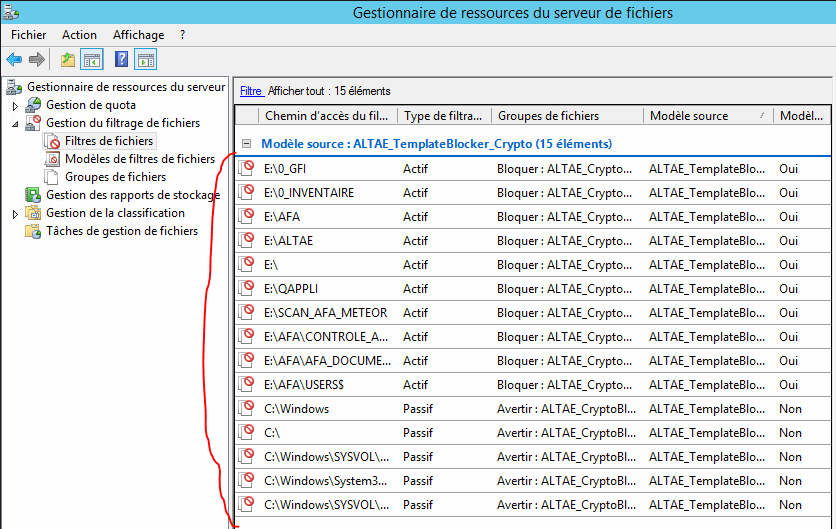 Gestionnaire de ressources du serveur de fichiers
Fichier Action Affichage ?
Gestionnaire de ressources du serveur
Gestion de quota
Gestion du filtrage de fichiers
Filtres de fichiers
Modèles de filtres de fichiers
Groupes de fichiers
Gestion des rapports de stockage
Gestion de la classification
Tâches de gestion de fichiers
Filtre Afficher tout : 15 éléments
Chemin d'accès du fil... Type de filtra... Groupes de fichiers Modèle source Modèl...
Modèle source : ALTAE_TemplateBlocker_Crypto (15 éléments)
E:\0_GFI Actif Bloquer : ALTAE_Crypto... ALTAE_TemplateBlo... Oui
E:\0_INVENTAIRE Actif Bloquer : ALTAE_Crypto... ALTAE_TemplateBlo... Oui
E:\AFA Actif Bloquer : ALTAE_Crypto... ALTAE_TemplateBlo... Oui
E:\ALTAE Actif Bloquer : ALTAE_Crypto... ALTAE_TemplateBlo... Oui
E:\ Actif Bloquer : ALTAE_Crypto... ALTAE_TemplateBlo... Oui
E:\QAPPLI Actif Bloquer : ALTAE_Crypto... ALTAE_TemplateBlo... Oui
E:\SCAN_AFA_METEOR Actif Bloquer : ALTAE_Crypto... ALTAE_TemplateBlo... Oui
E:\AFA\CONTROLE_A... Actif Bloquer : ALTAE_Crypto... ALTAE_TemplateBlo... Oui
E:\AFA\AFA_DOCUME... Actif Bloquer : ALTAE_Crypto... ALTAE_TemplateBlo... Oui
E:\AFA\USERS$ Actif Bloquer : ALTAE_Crypto... ALTAE_TemplateBlo... Oui
C:\Windows Passif Avertir : ALTAE_CryptoBl... ALTAE_TemplateBlo... Non
C:\ Passif Avertir : ALTAE_CryptoBl... ALTAE_TemplateBlo... Non
C:\Windows\SYSVOL\... Passif Avertir : ALTAE_CryptoBl... ALTAE_TemplateBlo... Non
C:\Windows\System3... Passif Avertir : ALTAE_CryptoBl... ALTAE_TemplateBlo... Non
C:\Windows\SYSVOL\... Passif Avertir : ALTAE_CryptoBl... ALTAE_TemplateBlo... Non